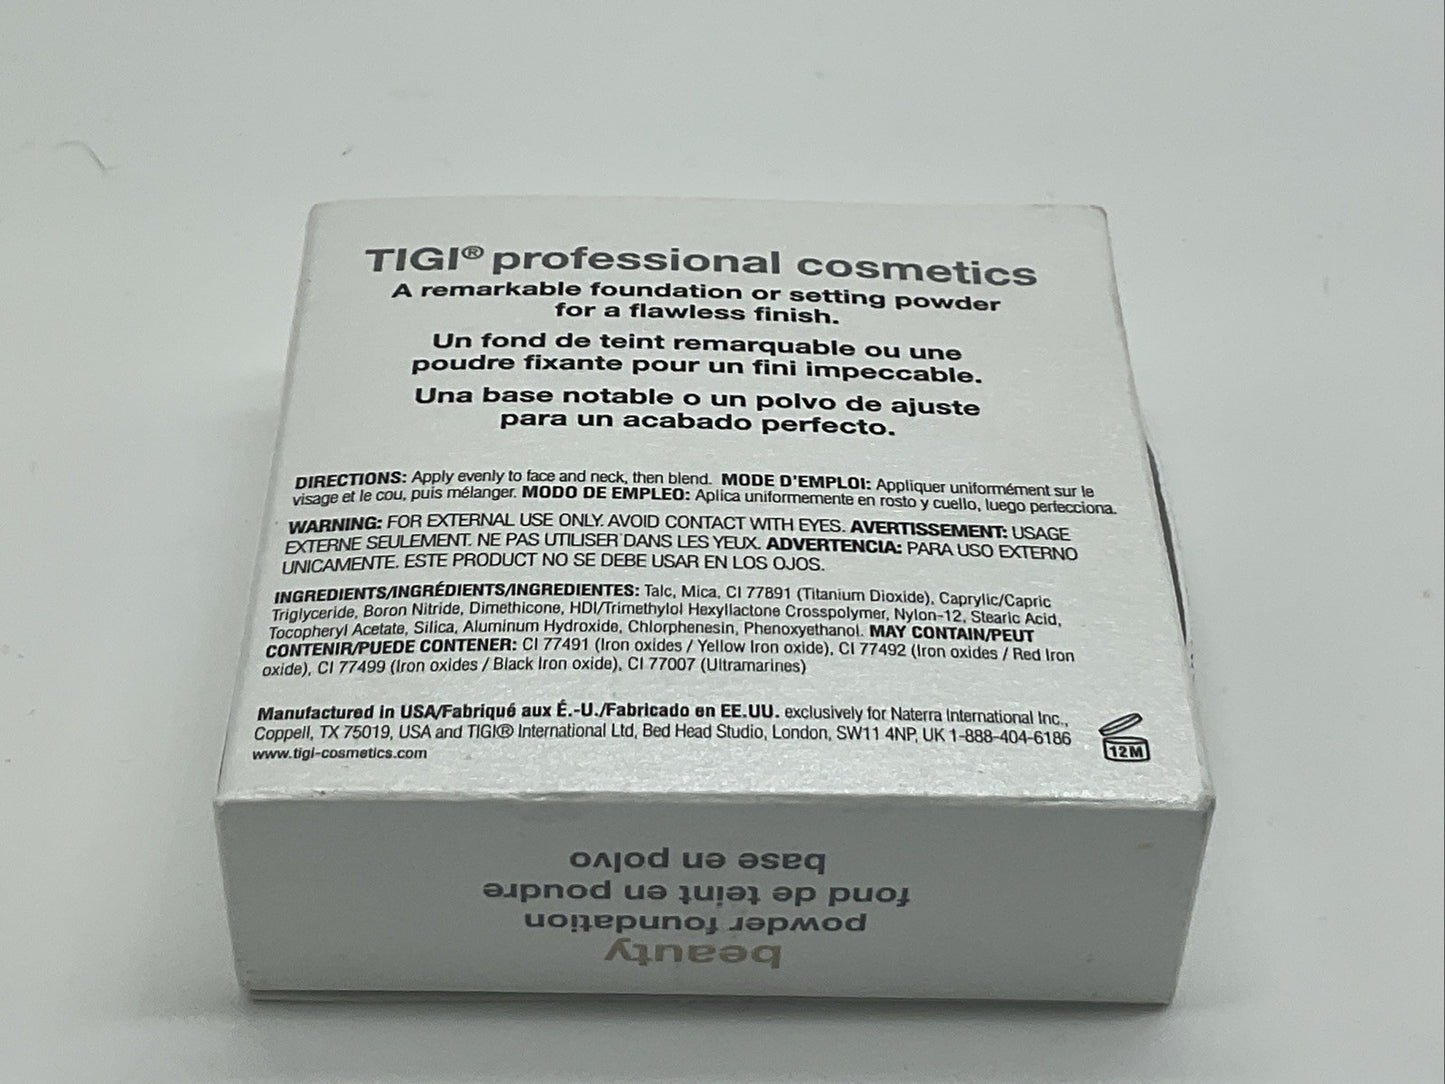 TIGI® professional cosmetics
A remarkable foundation or setting powder
for a flawless finish.
Un fond de teint remarquable ou une
poudre fixante pour un fini impeccable.
Una base notable o un polvo de ajuste
para un acabado perfecto.
DIRECTIONS: Apply evenly to face and neck, then blend. MODE D'EMPLOI: Appliquer uniformément sur le
visage et le cou, puis mélanger. MODO DE EMPLEO: Aplica uniformemente en rosto y cuello, luego perfecciona.
WARNING: FOR EXTERNAL USE ONLY. AVOID CONTACT WITH EYES. AVERTISSEMENT: USAGE
EXTERNE SEULEMENT. NE PAS UTILISER DANS LES YEUX. ADVERTENCIA: PARA USO EXTERNO
UNICAMENTE. ESTE PRODUCT NO SE DEBE USAR EN LOS OJOS.
INGREDIENTS/INGRÉDIENTS/INGREDIENTES: Talc, Mica, CI 77891 (Titanium Dioxide), Caprylic/Capric
Triglyceride, Boron Nitride, Dimethicone, HDI/Trimethylol Hexyllactone Crosspolymer, Nylon-12, Stearic Acid,
Tocopheryl Acetate, Silica, Aluminum Hydroxide, Chlorphenesin, Phenoxyethanol. MAY CONTAIN/PEUT
CONTENIR/PUEDE CONTENER: CI 77491 (Iron oxides / Yellow Iron oxide), CI 77492 (Iron oxides / Red Iron
oxide), CI 77499 (Iron oxides / Black Iron oxide), CI 77007 (Ultramarines)
Manufactured in USA/Fabriqué aux É.-U./Fabricado en EE.UU. exclusively for Naterra International Inc.,
Coppell, TX 75019, USA and TIGI® International Ltd, Bed Head Studio, London, SW11 4NP, UK 1-888-404-6186
www.tigi-cosmetics.com
12M
beauty
powder foundation
fond de teint en poudre
base en polvo